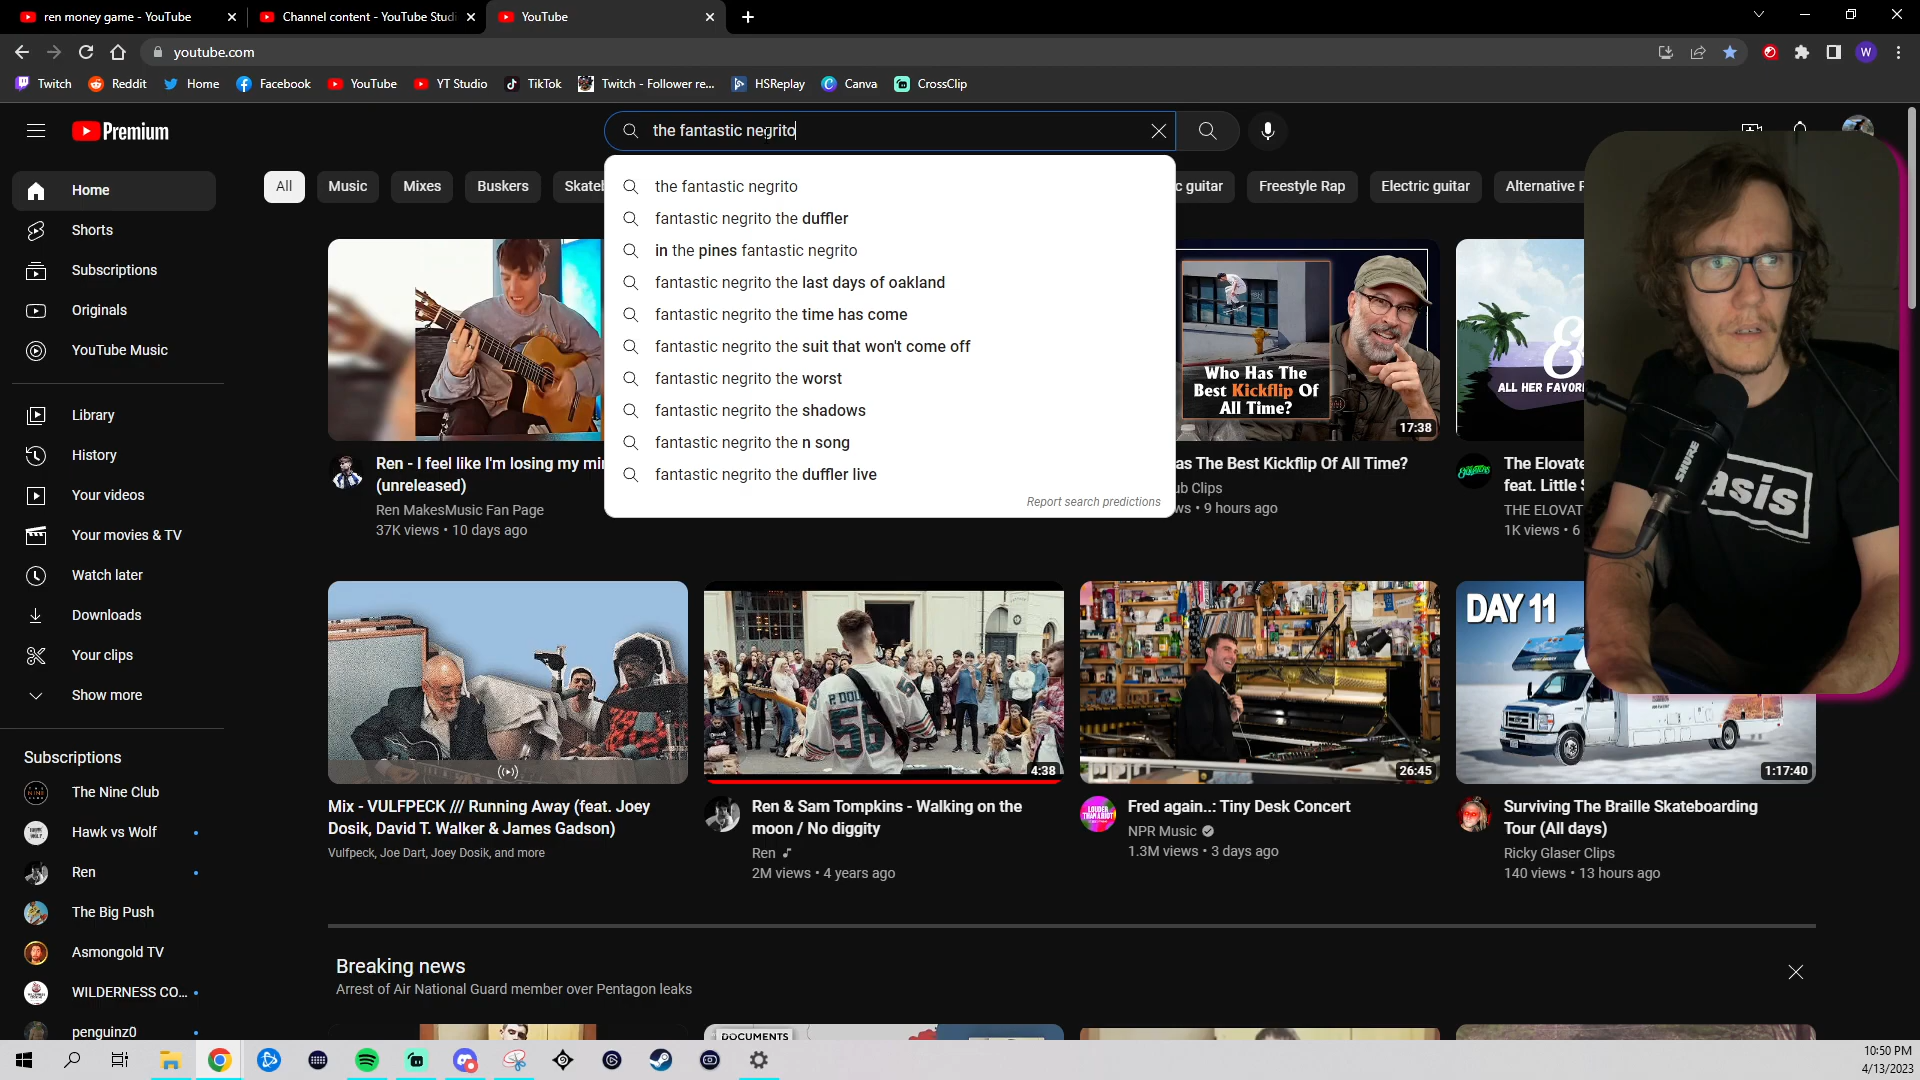 ren money game - YouTube
Channel content - YouTube Studi
YouTube
youtube.com
W
Twitch
Reddit
Home
Facebook
YouTube
YT Studio
TikTok
Twitch - Follower re...
HSReplay
Canva
CrossClip
Premium
the fantastic negrito
Home
Shorts
Subscriptions
Originals
YouTube Music
Library
History
Your videos
Your movies & TV
Watch later
Downloads
Your clips
Show more
Subscriptions
The Nine Club
Hawk vs Wolf
Ren
The Big Push
Asmongold TV
WILDERNESS CO...
penguinz0
All
Music
Mixes
Buskers
Skateb
c guitar
Freestyle Rap
Electric guitar
Alternative R
the fantastic negrito
fantastic negrito the duffler
in the pines fantastic negrito
fantastic negrito the last days of oakland
fantastic negrito the time has come
fantastic negrito the suit that won't come off
fantastic negrito the worst
fantastic negrito the shadows
fantastic negrito the n song
fantastic negrito the duffler live
Report search predictions
Ren - I feel like I'm losing my min
(unreleased)
Ren MakesMusic Fan Page
37K views • 10 days ago
Who Has The
Best Kickflip Of
All Time?
17:38
as The Best Kickflip Of All Time?
ub Clips
ws • 9 hours ago
ALL HER FAVOR
The Elovate
feat. Little S
THE ELOVAT
1K views • 6
SHURE
asis
Mix - VULFPECK /// Running Away (feat. Joey
Dosik, David T. Walker & James Gadson)
Vulfpeck, Joe Dart, Joey Dosik, and more
P. DOU
56
4:38
Ren & Sam Tompkins - Walking on the
moon / No diggity
Ren
2M views • 4 years ago
26:45
Fred again..: Tiny Desk Concert
NPR Music
1.3M views • 3 days ago
DAY 11
1:17:40
Surviving The Braille Skateboarding
Tour (All days)
Ricky Glaser Clips
140 views • 13 hours ago
Breaking news
Arrest of Air National Guard member over Pentagon leaks
DOCUMENTS
10:50 PM
4/13/2023